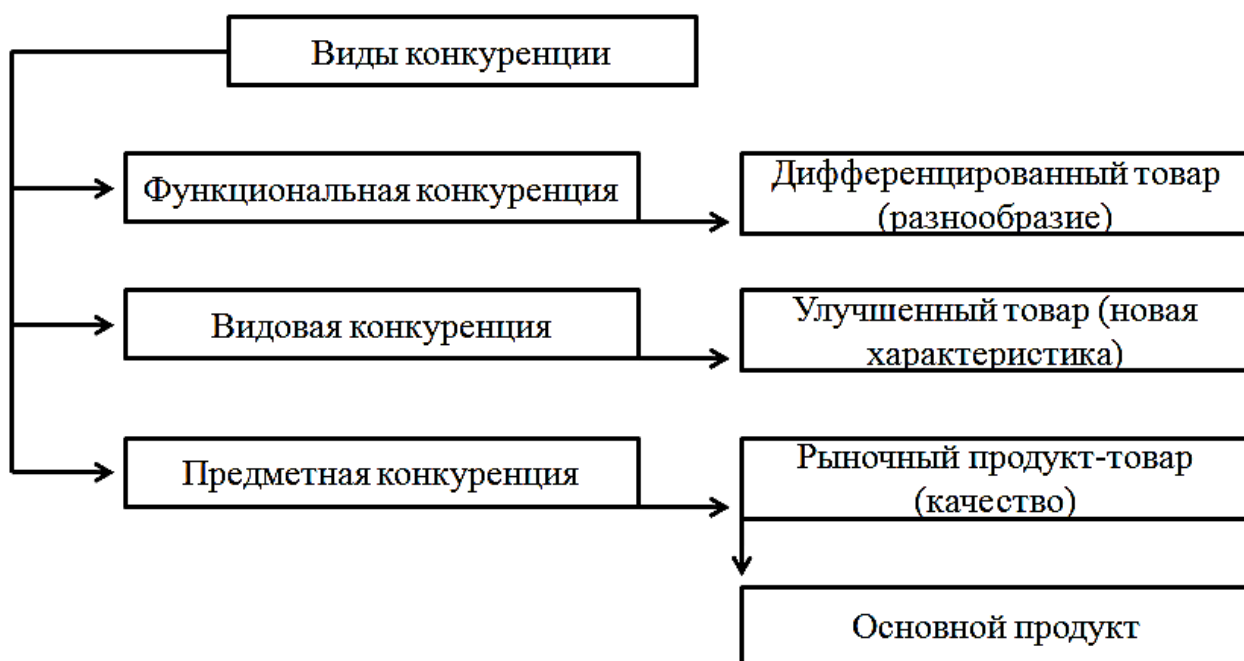 Виды конкуренции
Функциональная конкуренция
Дифференцированный товар
(разнообразие)
Видовая конкуренция
Улучшенный товар (новая
характеристика)
Предметная конкуренция
Рыночный продукт-товар
(качество)
Основной продукт